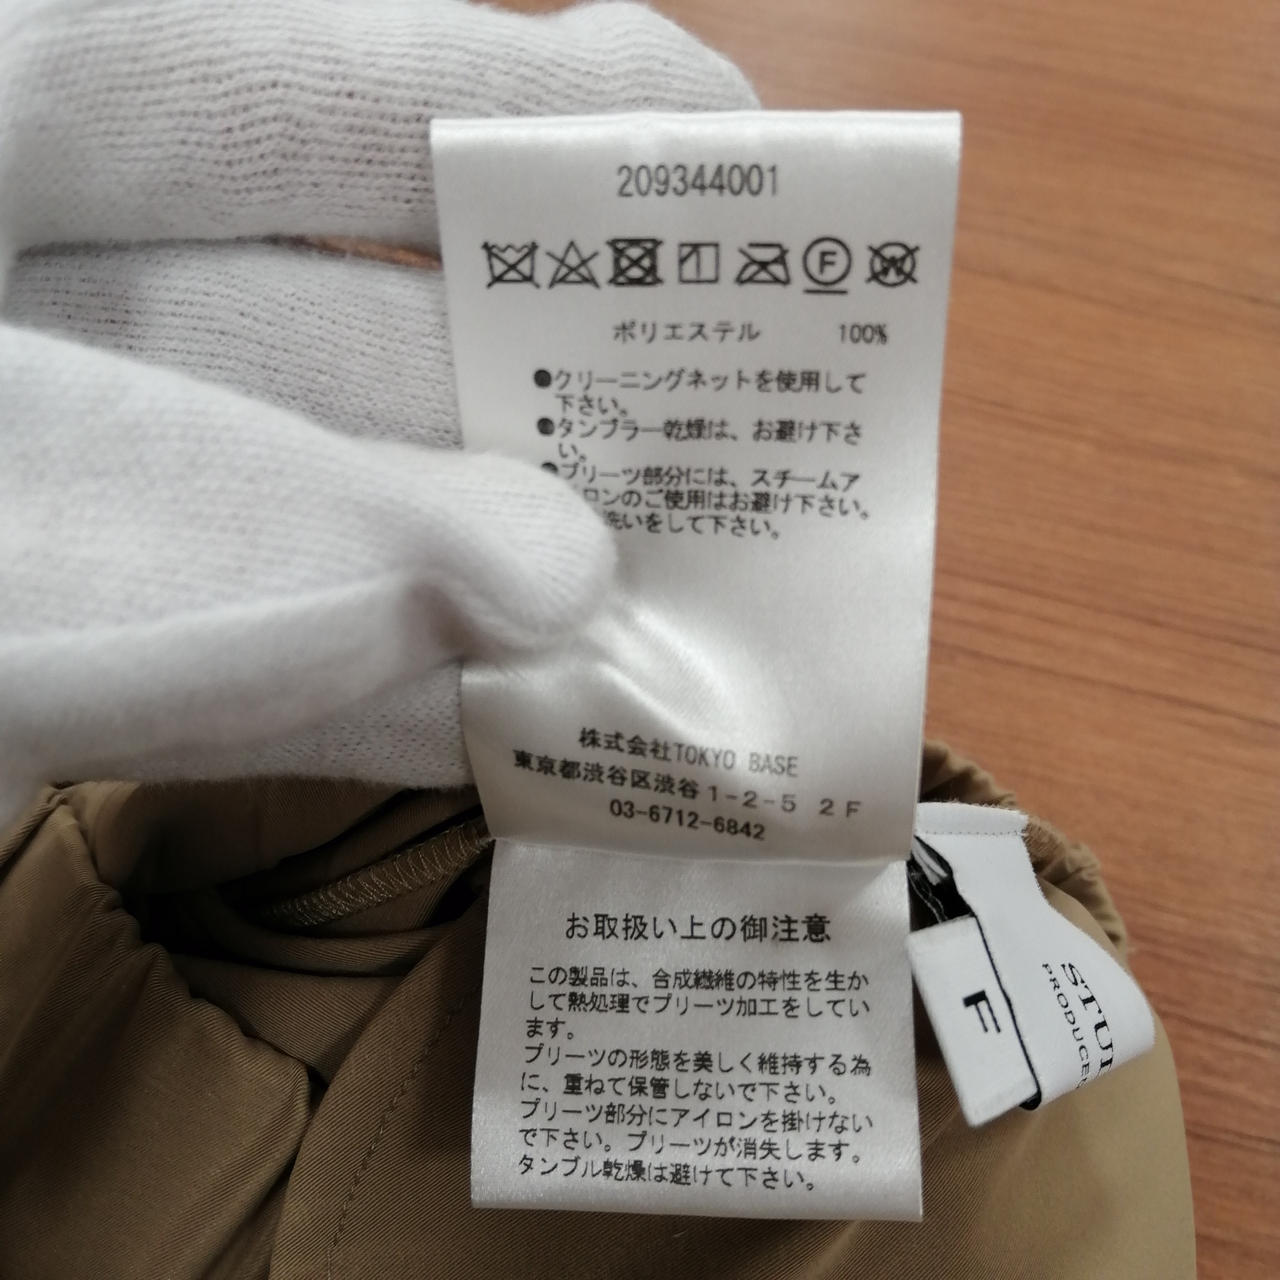 209344001
F
W
ポリエステル 100%
●クリーニングネットを使用して
下さい。
●タンブラー乾燥は、お避け下さ
い。
●プリーツ部分には、スチームア
ロンのご使用はお避け下さい。
洗いをして下さい。
株式会社TOKYO BASE
東京都渋谷区渋谷1-2-5 2F
03-6712-6842
お取扱い上の御注意
この製品は、合成繊維の特性を生か
して熱処理でプリーツ加工をしてい
ます。
プリーツの形態を美しく維持する為
に、重ねて保管しないで下さい。
プリーツ部分にアイロンを掛けない
で下さい。プリーツが消失します。
タンブル乾燥は避けて下さい。
F